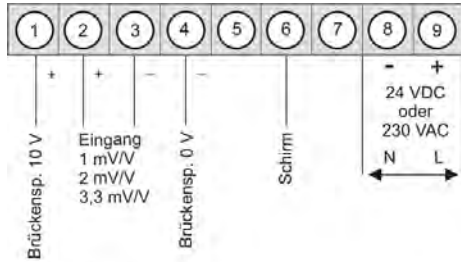 1 2 3 4 5 6 7 8 9
+ + – – - +
Brückensp. 10 V
Eingang
1 mV/V
2 mV/V
3,3 mV/V
Brückensp. 0 V
Schirm
24 VDC
oder
230 VAC
N L